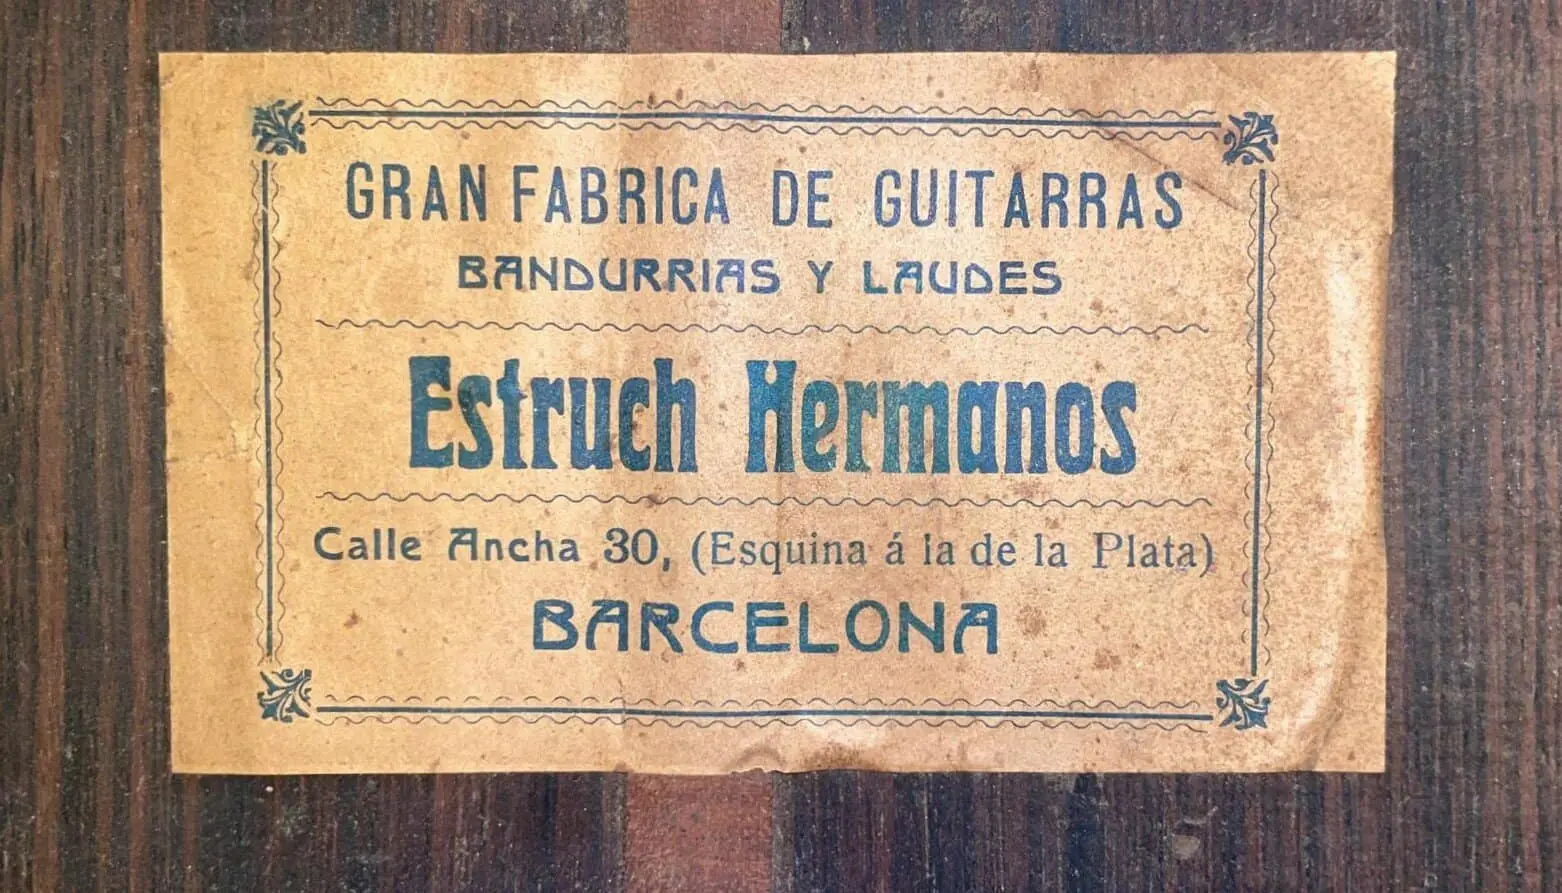 GRAN FABRICA DE GUITARRAS
BANDURRIAS Y LAUDES
Estruch Hermanos
Calle Ancha 30, (Esquina á la de la Plata)
BARCELONA